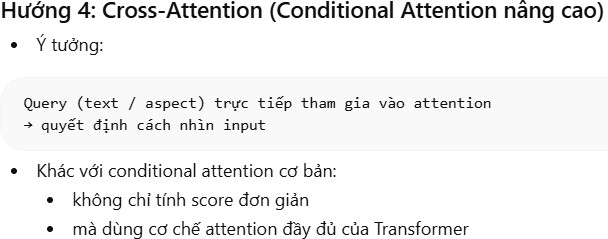 Hướng 4: Cross-Attention (Conditional Attention nâng cao)
• Ý tưởng:
Query (text / aspect) trực tiếp tham gia vào attention
→ quyết định cách nhìn input
• Khác với conditional attention cơ bản:
• không chỉ tính score đơn giản
• mà dùng cơ chế attention đầy đủ của Transformer